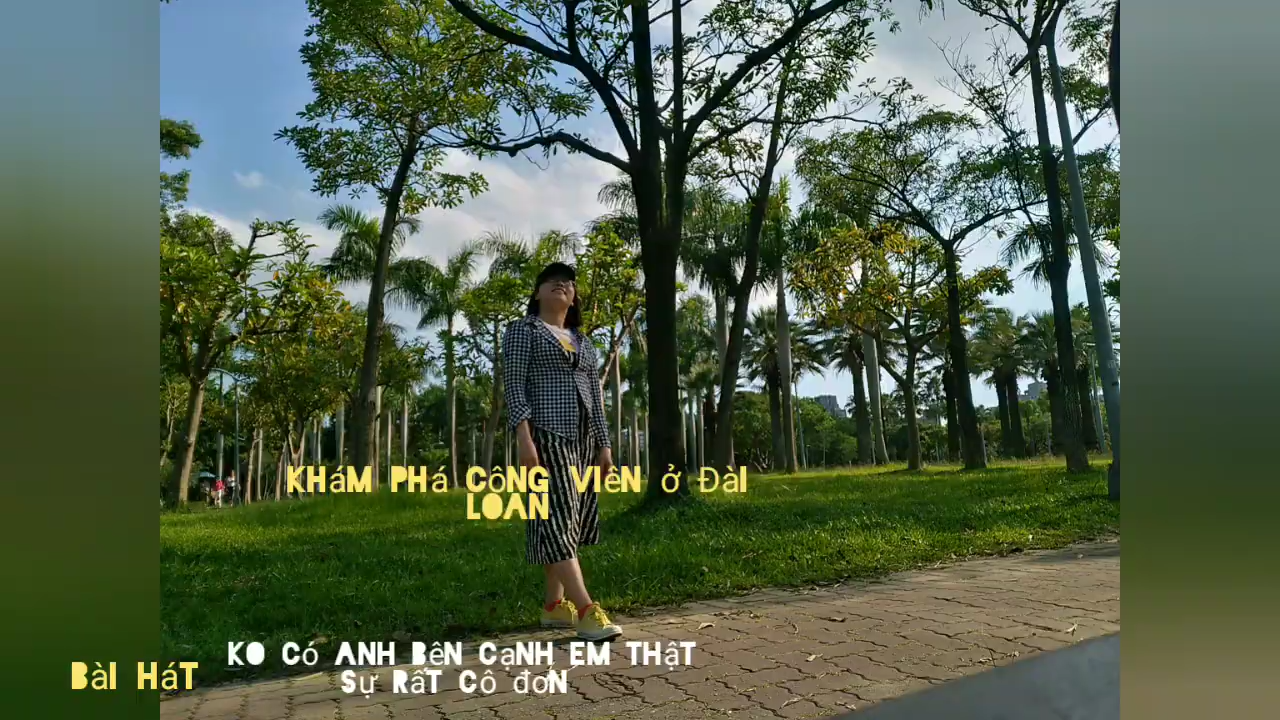 KHáM PHá CôNG VIêN ở ĐàI
LOAN
KO Có ANH BêN CạNH EM THậT
Sự RấT Cô đơN
BàI HáT